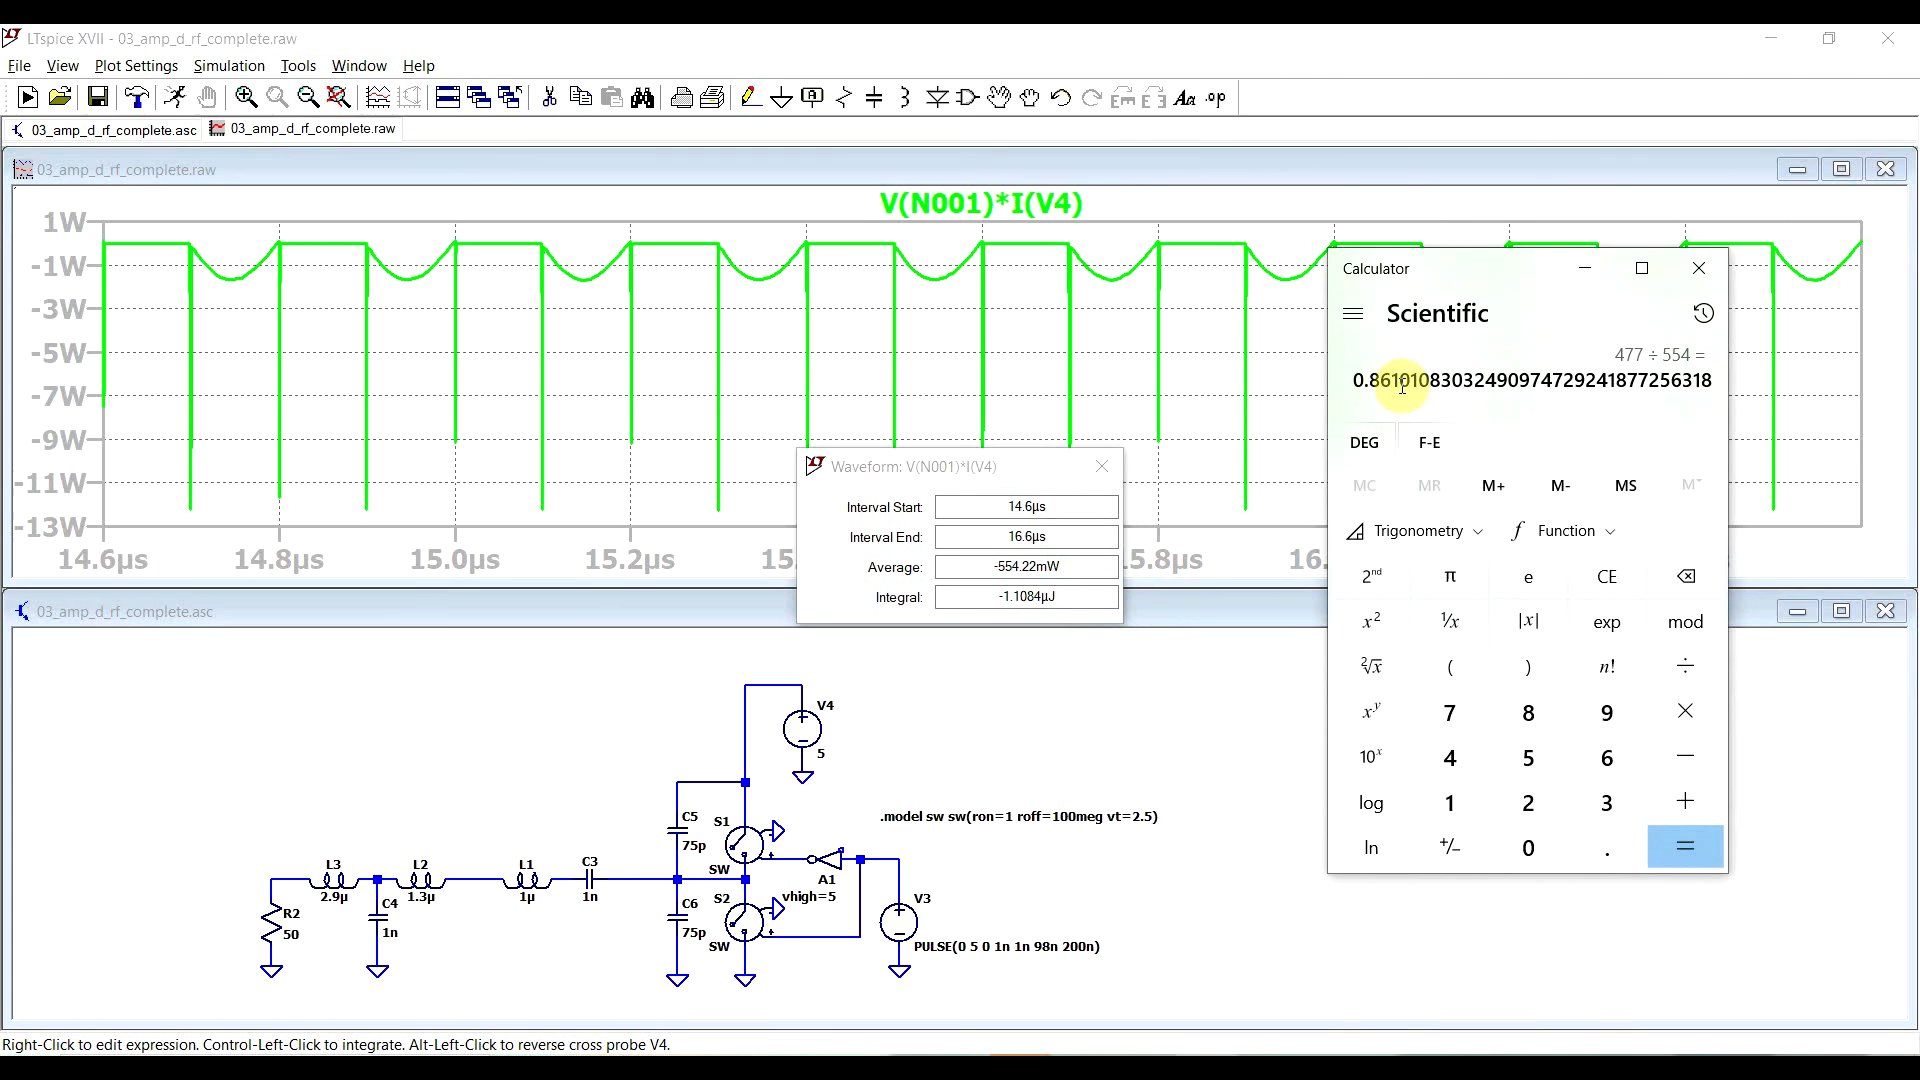 LTspice XVII - 03_amp_d_rf_complete.raw
File View Plot Settings Simulation Tools Window Help
03_amp_d_rf_complete.asc 03_amp_d_rf_complete.raw
03_amp_d_rf_complete.raw
V(N001)*I(V4)
1W
-1W
-3W
-5W
-7W
-9W
-11W
-13W
14.6µs 14.8µs 15.0µs 15.2µs 15. 5.8µs 16.
Waveform: V(N001)*I(V4)
Interval Start: 14.6µs
Interval End: 16.6µs
Average: -554.22mW
Integral: -1.1084µJ
Calculator
Scientific
477 ÷ 554 =
0.86101083032490974729241877256318
DEG F-E
MC MR M+ M- MS M˅
Trigonometry Function
2nd π e CE
x² ¹⁄x |x| exp mod
²√x ( ) n! ÷
xʸ 7 8 9 ×
10ˣ 4 5 6 −
log 1 2 3 +
ln +/− 0 . =
03_amp_d_rf_complete.asc
V4
5
C5
75p
S1
SW
.model sw sw(ron=1 roff=100meg vt=2.5)
A1
vhigh=5
L3
2.9µ
L2
1.3µ
L1
1µ
C3
1n
R2
50
C4
1n
C6
75p
S2
SW
V3
PULSE(0 5 0 1n 1n 98n 200n)
Right-Click to edit expression. Control-Left-Click to integrate. Alt-Left-Click to reverse cross probe V4.